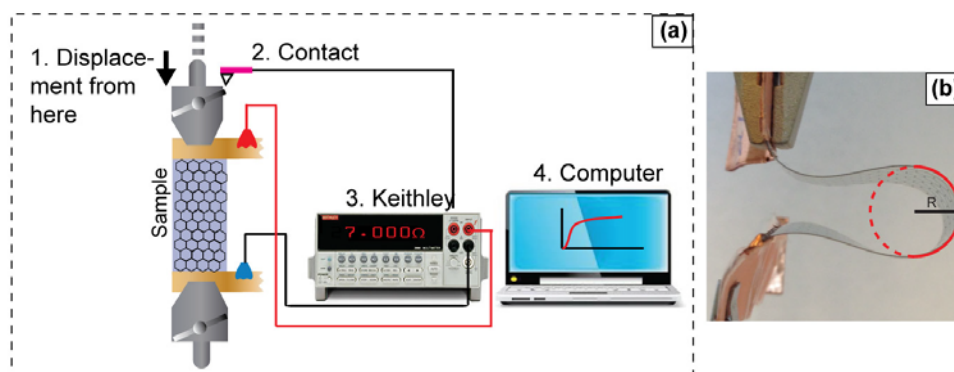 (a)
1. Displace-
ment from
here
2. Contact
Sample
3. Keithley
7.000Ω
4. Computer
(b)
R